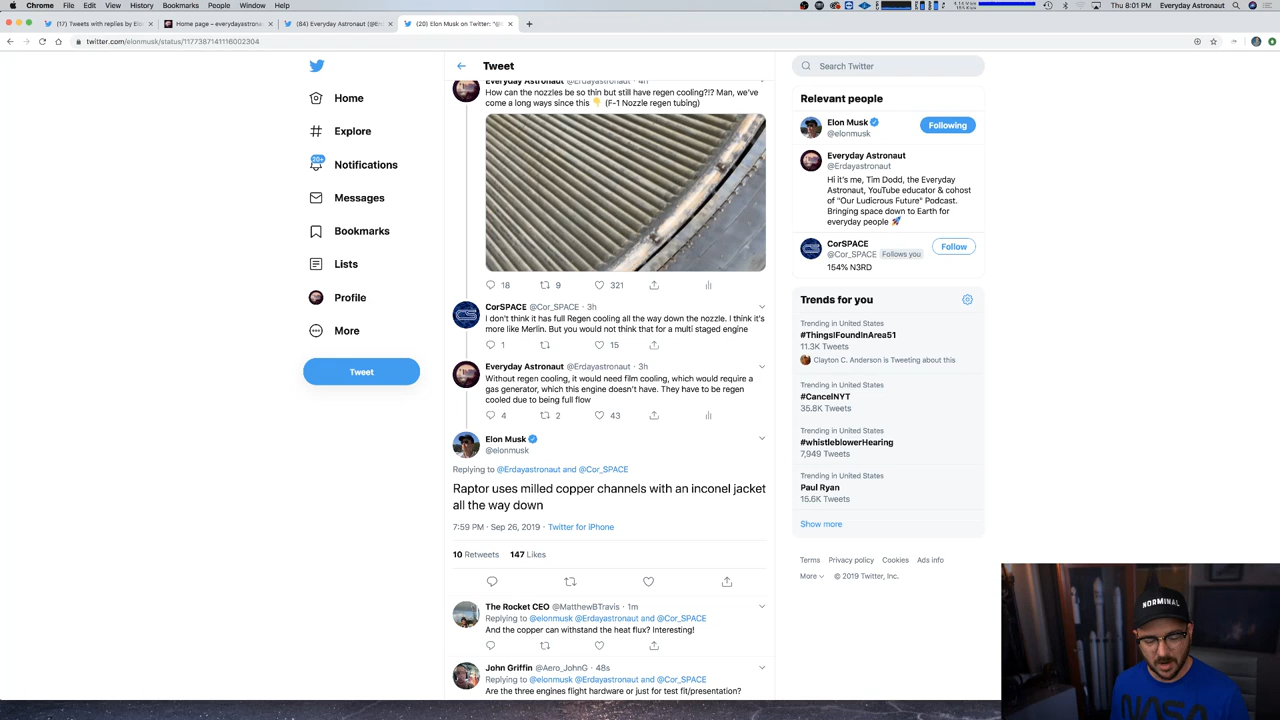 Chrome File Edit View History Bookmarks People Window Help
Thu 8:01 PM Everyday Astronaut
(17) Tweets with replies by Elon
Home page – everydayastrona
(64) Everyday Astronaut (@Er
(20) Elon Musk on Twitter: "@
twitter.com/elonmusk/status/1177387141116002304
Home
Explore
20+
Notifications
Messages
Bookmarks
Lists
Profile
More
Tweet
Tweet
Everyday Astronaut @Erdayastronaut · 4h
How can the nozzles be so thin but still have regen cooling?!? Man, we've
come a long ways since this 👇 (F-1 Nozzle regen tubing)
18 9 321
CorSPACE @Cor_SPACE · 3h
I don't think it has full Regen cooling all the way down the nozzle. I think it's
more like Merlin. But you would not think that for a multi staged engine
1 15
Everyday Astronaut @Erdayastronaut · 3h
Without regen cooling, it would need film cooling, which would require a
gas generator, which this engine doesn't have. They have to be regen
cooled due to being full flow
4 2 43
Elon Musk
@elonmusk
Replying to @Erdayastronaut and @Cor_SPACE
Raptor uses milled copper channels with an inconel jacket
all the way down
7:59 PM · Sep 26, 2019 · Twitter for iPhone
10 Retweets 147 Likes
The Rocket CEO @MatthewBTravis · 1m
Replying to @elonmusk @Erdayastronaut and @Cor_SPACE
And the copper can withstand the heat flux? Interesting!
John Griffin @Aero_JohnG · 48s
Replying to @elonmusk @Erdayastronaut and @Cor_SPACE
Are the three engines flight hardware or just for test fit/presentation?
Search Twitter
Relevant people
Elon Musk
@elonmusk
Following
Everyday Astronaut
@Erdayastronaut
Hi it's me, Tim Dodd, the Everyday
Astronaut, YouTube educator & cohost
of "Our Ludicrous Future" Podcast.
Bringing space down to Earth for
everyday people 🚀
CorSPACE
@Cor_SPACE Follows you
Follow
154% N3RD
Trends for you
Trending in United States
#ThingsIFoundInArea51
11.3K Tweets
Clayton C. Anderson is Tweeting about this
Trending in United States
#CancelNYT
35.8K Tweets
Trending in United States
#whistleblowerHearing
7,949 Tweets
Trending in United States
Paul Ryan
15.6K Tweets
Show more
Terms Privacy policy Cookies Ads info
More © 2019 Twitter, Inc.
NORMINAL
NASA